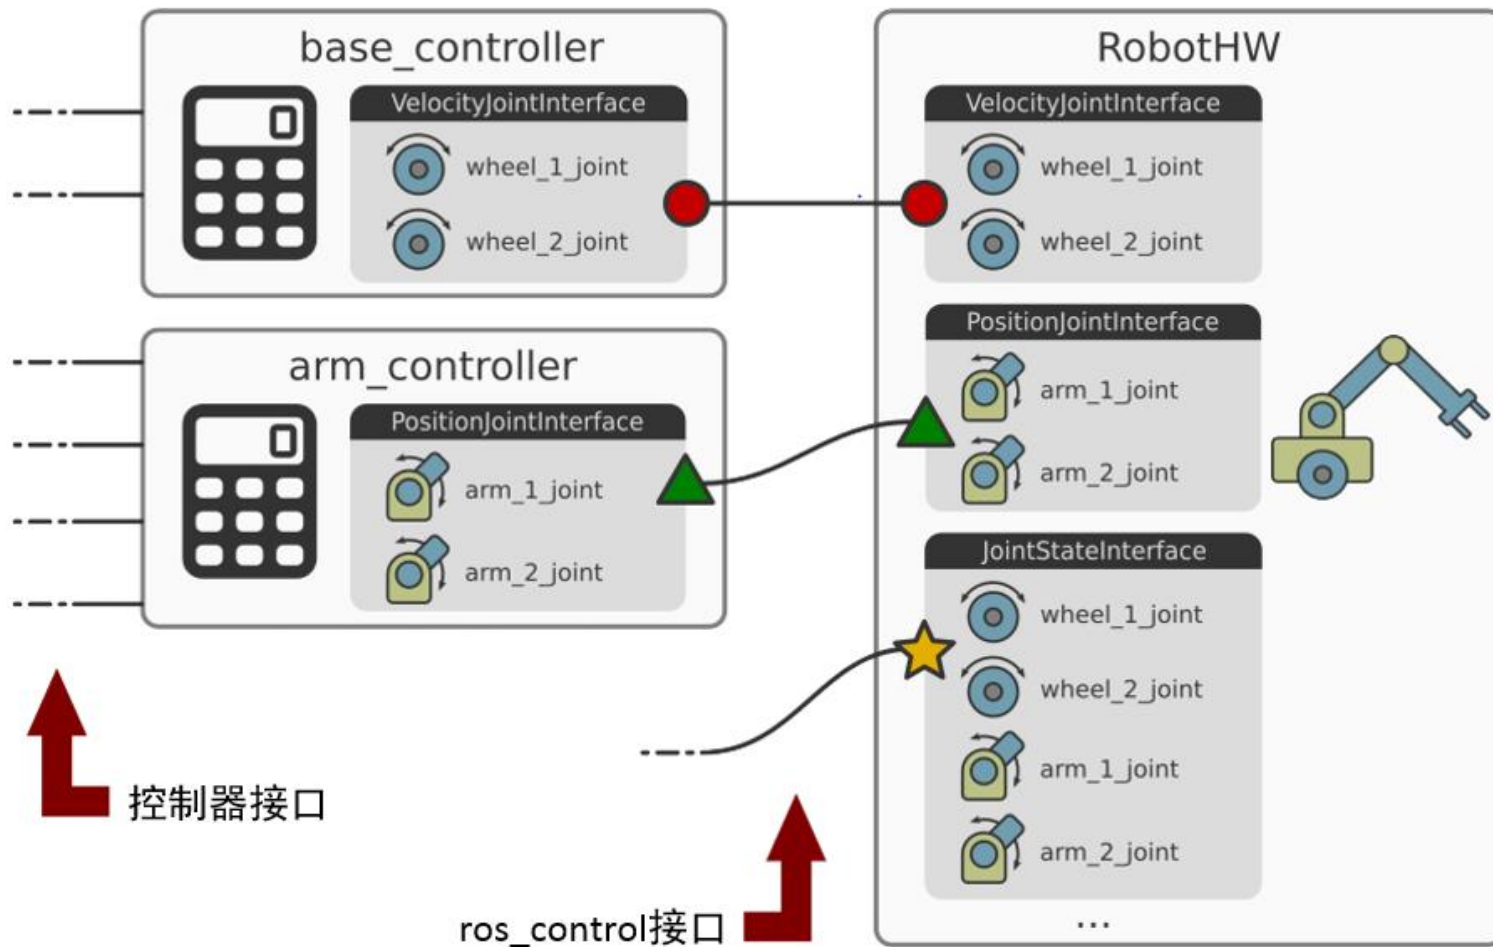 base_controller
0
VelocityJointInterface
wheel_1_joint
wheel_2_joint
arm_controller
0
PositionJointInterface
arm_1_joint
arm_2_joint
控制器接口
ros_control接口
RobotHW
VelocityJointInterface
wheel_1_joint
wheel_2_joint
PositionJointInterface
arm_1_joint
arm_2_joint
JointStateInterface
wheel_1_joint
wheel_2_joint
arm_1_joint
arm_2_joint
...